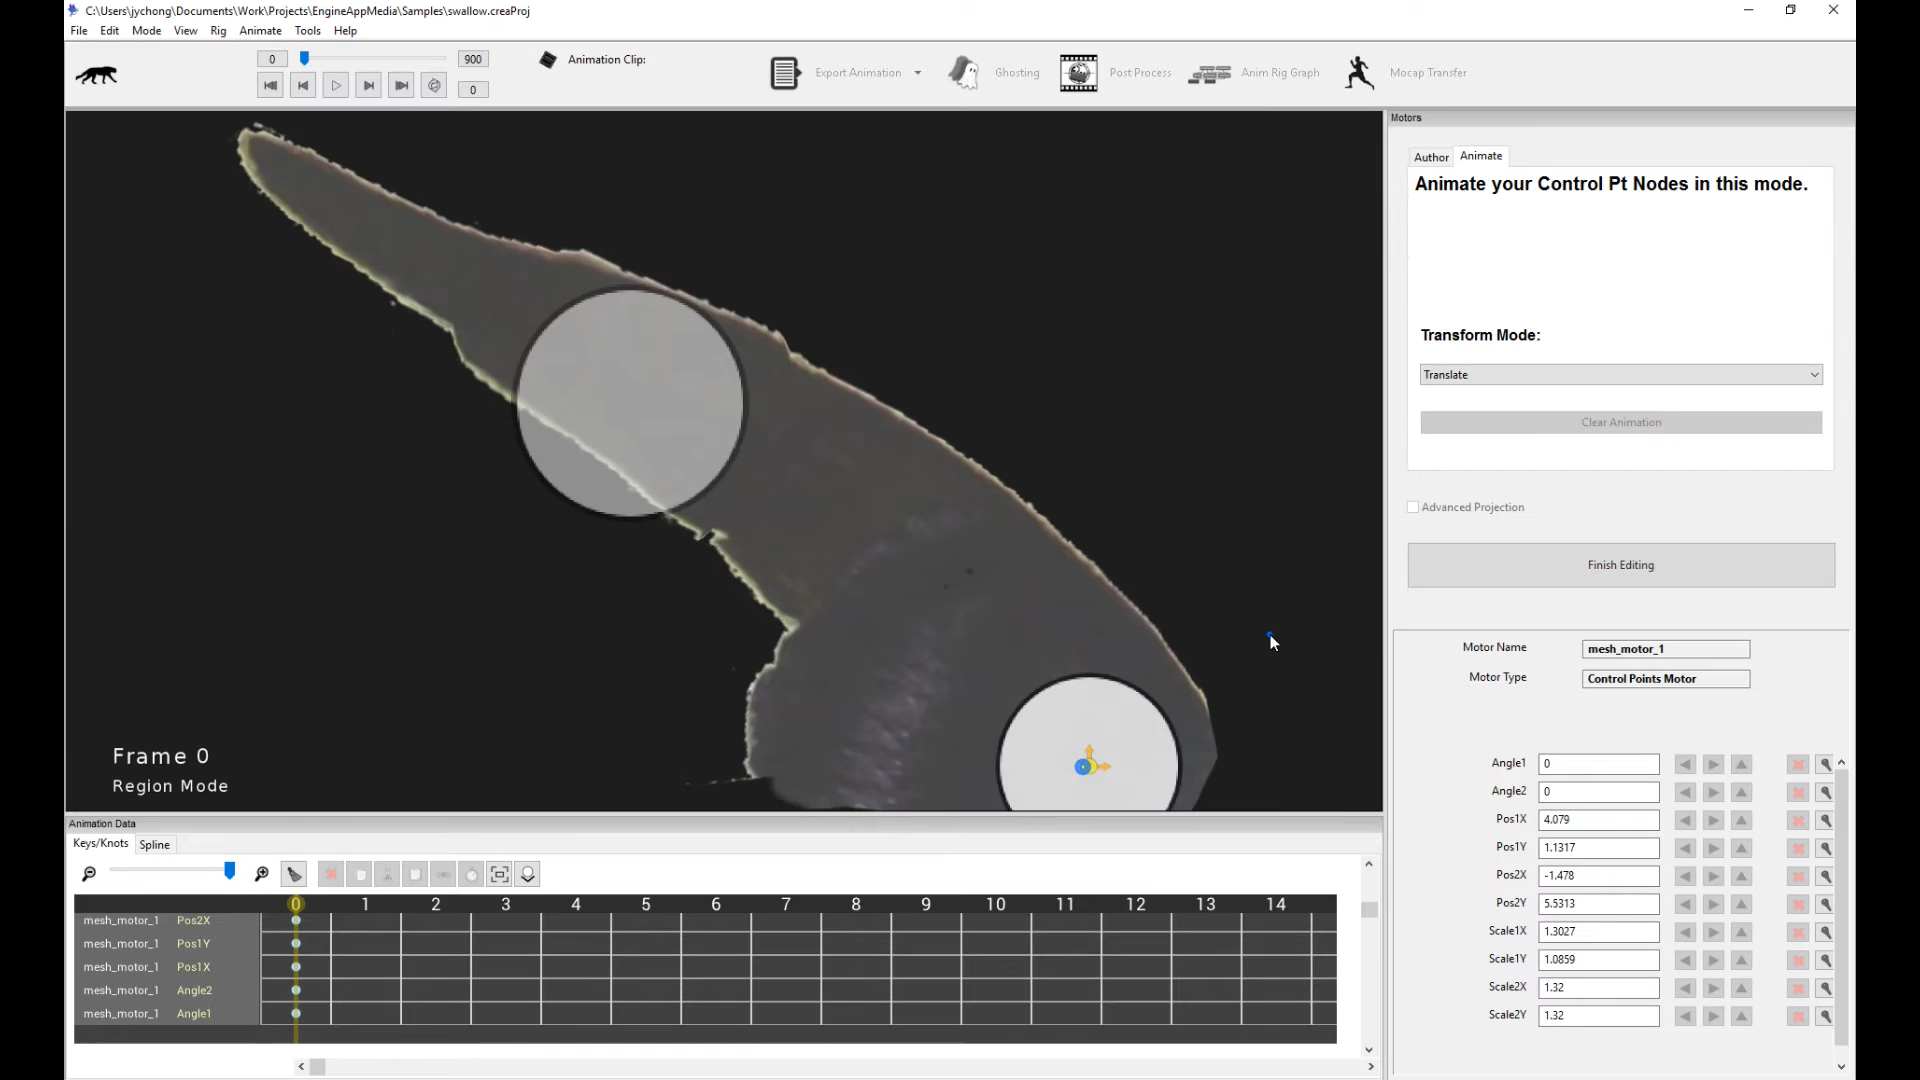 C:\Users\jychong\Documents\Work\Projects\EngineAppMedia\Samples\swallow.creaProj
File Edit Mode View Rig Animate Tools Help
0 900 Animation Clip: Export Animation Ghosting Post Process Anim Rig Graph Mocap Transfer
0
Motors
Author Animate
Animate your Control Pt Nodes in this mode.
Transform Mode:
Translate
Clear Animation
Advanced Projection
Finish Editing
Motor Name mesh_motor_1
Motor Type Control Points Motor
Angle1 0
Angle2 0
Pos1X 4.079
Pos1Y 1.1317
Pos2X -1.478
Pos2Y 5.5313
Scale1X 1.3027
Scale1Y 1.0859
Scale2X 1.32
Scale2Y 1.32
Frame 0
Region Mode
Animation Data
Keys/Knots Spline
0 1 2 3 4 5 6 7 8 9 10 11 12 13 14
mesh_motor_1 Pos2X
mesh_motor_1 Pos1Y
mesh_motor_1 Pos1X
mesh_motor_1 Angle2
mesh_motor_1 Angle1